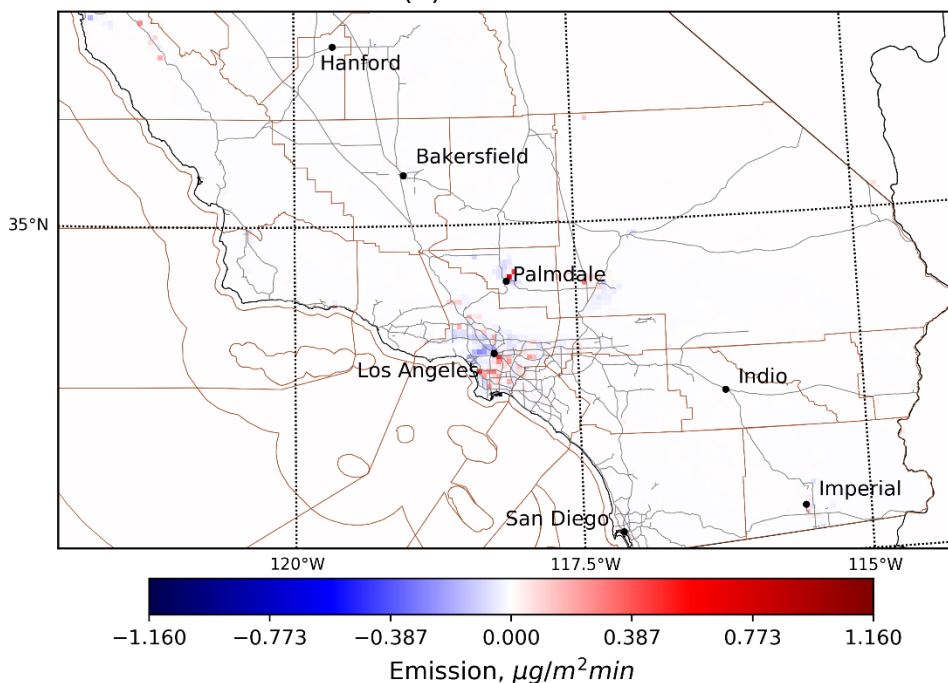 Hanford
Bakersfield
35°N
Palmdale
Los Angeles
Indio
Imperial
San Diego
120°W
117.5°W
115°W
−1.160
−0.773
−0.387
0.000
0.387
0.773
1.160
Emission, μg/m²min